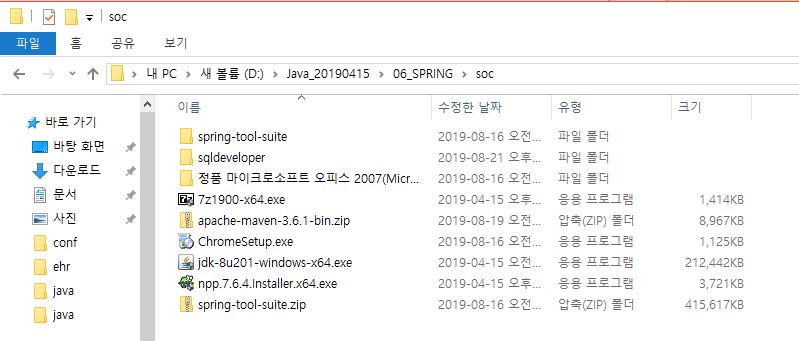 soc
파일 홈 공유 보기
내 PC 새 볼륨 (D:) Java_20190415 06_SPRING soc
이름 수정한 날짜 유형 크기
바로 가기
바탕 화면
다운로드
문서
사진
conf
ehr
java
java
spring-tool-suite 2019-08-16 오전... 파일 폴더
sqldeveloper 2019-08-21 오후... 파일 폴더
정품 마이크로소프트 오피스 2007(Micr... 2019-08-16 오전... 파일 폴더
7z1900-x64.exe 2019-04-15 오후... 응용 프로그램 1,414KB
apache-maven-3.6.1-bin.zip 2019-08-19 오전... 압축(ZIP) 폴더 8,967KB
ChromeSetup.exe 2019-08-16 오전... 응용 프로그램 1,125KB
jdk-8u201-windows-x64.exe 2019-04-15 오전... 응용 프로그램 212,442KB
npp.7.6.4.Installer.x64.exe 2019-04-15 오후... 응용 프로그램 3,721KB
spring-tool-suite.zip 2019-08-16 오전... 압축(ZIP) 폴더 415,617KB